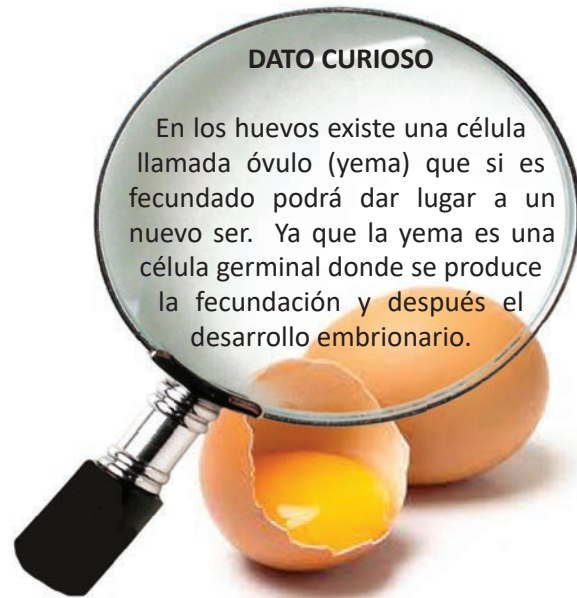 DATO CURIOSO
En los huevos existe una célula
llamada óvulo (yema) que si es
fecundado podrá dar lugar a un
nuevo ser. Ya que la yema es una
célula germinal donde se produce
la fecundación y después el
desarrollo embrionario.